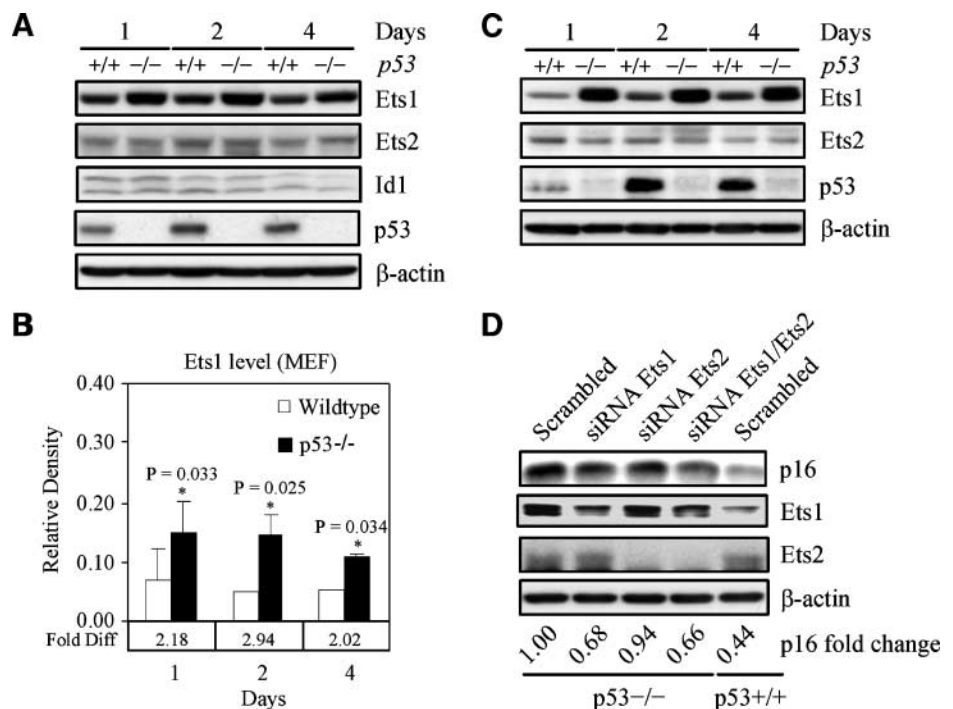 A
1 2 4 Days
+/+ −/− +/+ −/− +/+ −/− p53
Ets1
Ets2
Id1
p53
β-actin
B
Ets1 level (MEF)
0.40
0.30
0.20
0.10
0.00
Relative Density
Wildtype
p53-/-
P = 0.033
*
P = 0.025
*
P = 0.034
*
Fold Diff 2.18 2.94 2.02
1 2 4
Days
C
1 2 4 Days
+/+ −/− +/+ −/− +/+ −/− p53
Ets1
Ets2
p53
β-actin
D
Scrambled
siRNA Ets1
siRNA Ets2
siRNA Ets1/Ets2
Scrambled
p16
Ets1
Ets2
β-actin
1.00 0.68 0.94 0.66 0.44 p16 fold change
p53−/− p53+/+